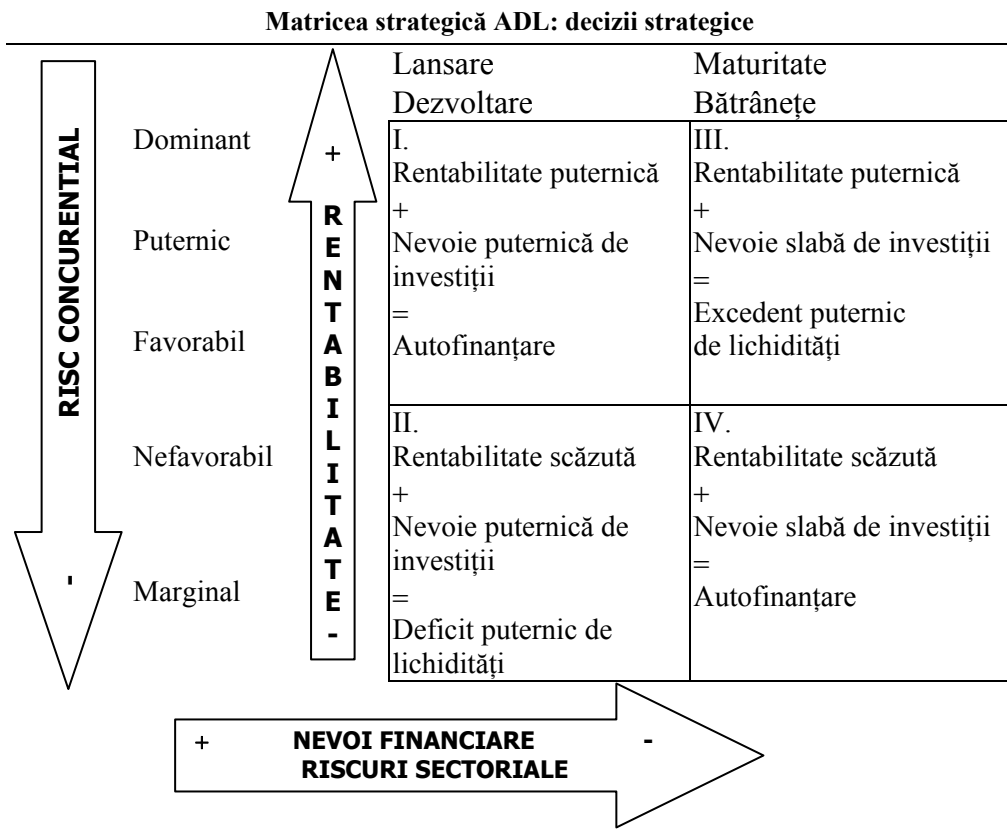 Matricea strategică ADL: decizii strategice
Lansare
Dezvoltare
Maturitate
Bătrânețe
RISC CONCURENTIAL
-
Dominant
Puternic
Favorabil
Nefavorabil
Marginal
+
RENTABILITATE
-
I.
Rentabilitate puternică
+
Nevoie puternică de
investiții
=
Autofinanțare
III.
Rentabilitate puternică
+
Nevoie slabă de investiții
=
Excedent puternic
de lichidități
II.
Rentabilitate scăzută
+
Nevoie puternică de
investiții
=
Deficit puternic de
lichidități
IV.
Rentabilitate scăzută
+
Nevoie slabă de investiții
=
Autofinanțare
+ NEVOI FINANCIARE -
RISCURI SECTORIALE